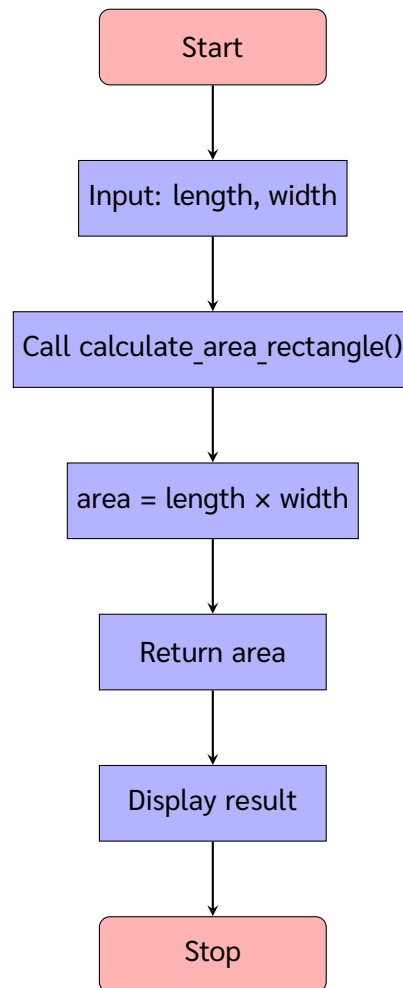 Start
Input: length, width
Call calculate_area_rectangle()
area = length × width
Return area
Display result
Stop